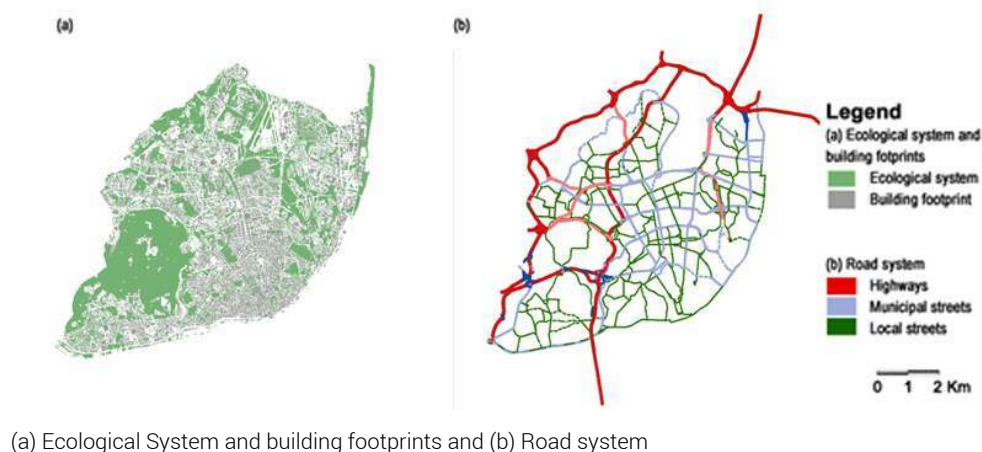 (a)
(b)
Legend
(a) Ecological system and
building fotprints
Ecological system
Building footprint
(b) Road system
Highways
Municipal streets
Local streets
0 1 2 Km
(a) Ecological System and building footprints and (b) Road system